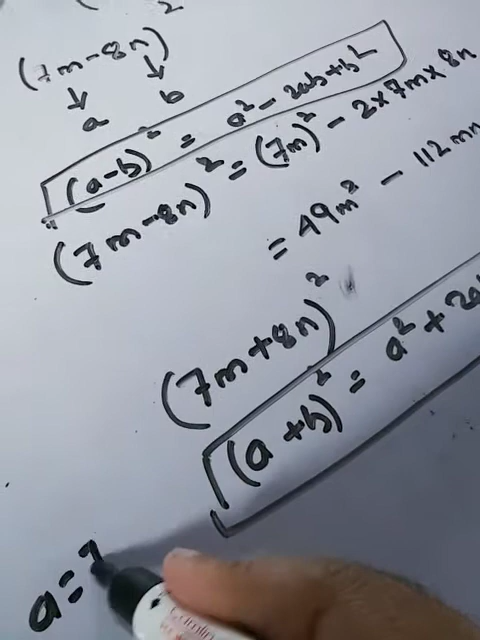 (7m-8n)²
a b
(a-b)² = a² - 2ab + b²
(7m-8n)² = (7m)² - 2×7m×8n
= 49m² - 112mn
(7m+8n)²
(a+b)² = a² + 2a
a = 7